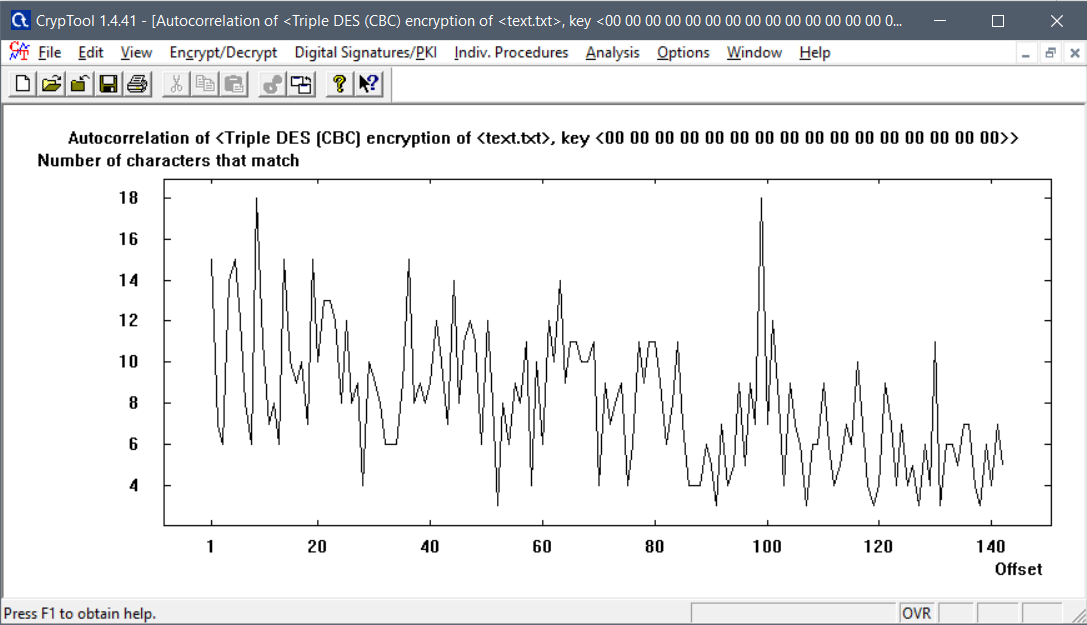 CrypTool 1.4.41 - [Autocorrelation of <Triple DES (CBC) encryption of <text.txt>, key <00 00 00 00 00 00 00 00 00 00 00 00 00 00 0...
File Edit View Encrypt/Decrypt Digital Signatures/PKI Indiv. Procedures Analysis Options Window Help
Autocorrelation of <Triple DES (CBC) encryption of <text.txt>, key <00 00 00 00 00 00 00 00 00 00 00 00 00 00 00 00>>
Number of characters that match
18
16
14
12
10
8
6
4
1 20 40 60 80 100 120 140
Offset
Press F1 to obtain help. OVR